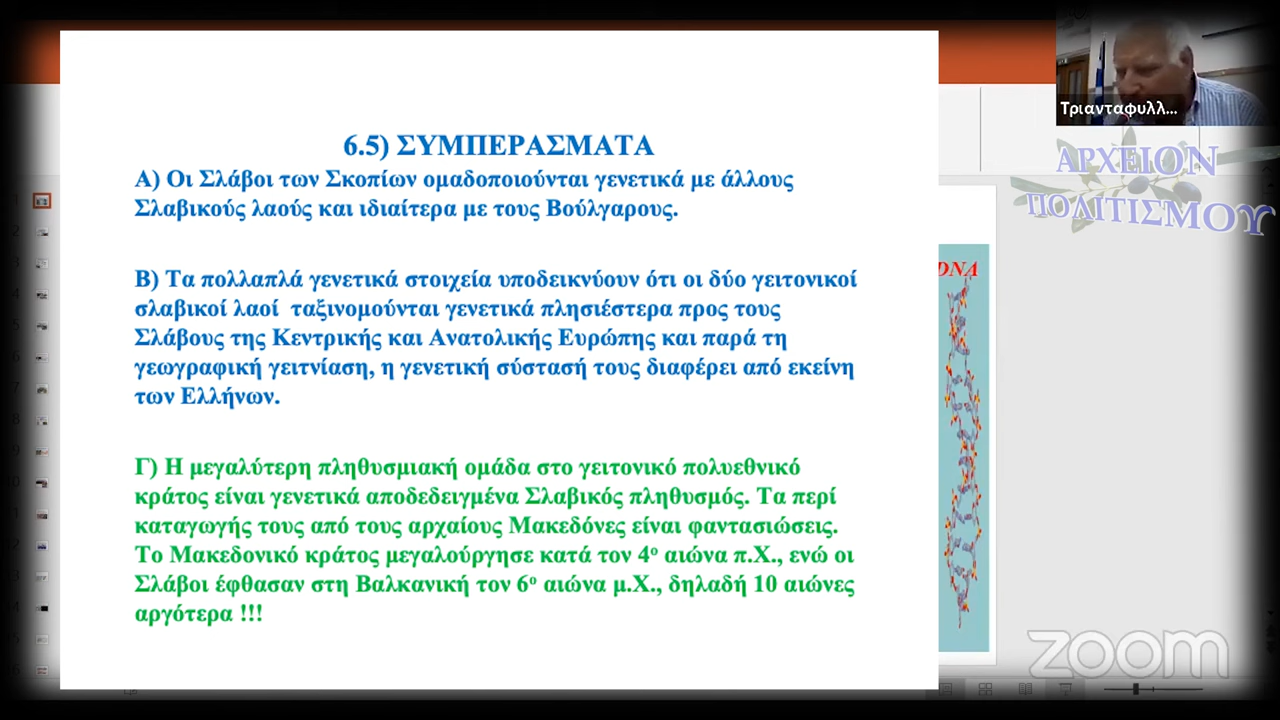 6.5) ΣΥΜΠΕΡΑΣΜΑΤΑ
Α) Οι Σλάβοι των Σκοπίων ομαδοποιούνται γενετικά με άλλους
Σλαβικούς λαούς και ιδιαίτερα με τους Βούλγαρους.
Β) Τα πολλαπλά γενετικά στοιχεία υποδεικνύουν ότι οι δύο γειτονικοί
σλαβικοί λαοί ταξινομούνται γενετικά πλησιέστερα προς τους
Σλάβους της Κεντρικής και Ανατολικής Ευρώπης και παρά τη
γεωγραφική γειτνίαση, η γενετική σύστασή τους διαφέρει από εκείνη
των Ελλήνων.
Γ) Η μεγαλύτερη πληθυσμιακή ομάδα στο γειτονικό πολυεθνικό
κράτος είναι γενετικά αποδεδειγμένα Σλαβικός πληθυσμός. Τα περί
καταγωγής τους από τους αρχαίους Μακεδόνες είναι φαντασιώσεις.
Το Μακεδονικό κράτος μεγαλούργησε κατά τον 4ο αιώνα π.Χ., ενώ οι
Σλάβοι έφθασαν στη Βαλκανική τον 6ο αιώνα μ.Χ., δηλαδή 10 αιώνες
αργότερα !!!
Τριανταφυλλ...
ΑΡΧΕΙΟΝ
ΠΟΛΙΤΙΣΜΟΥ
DNA
zoom